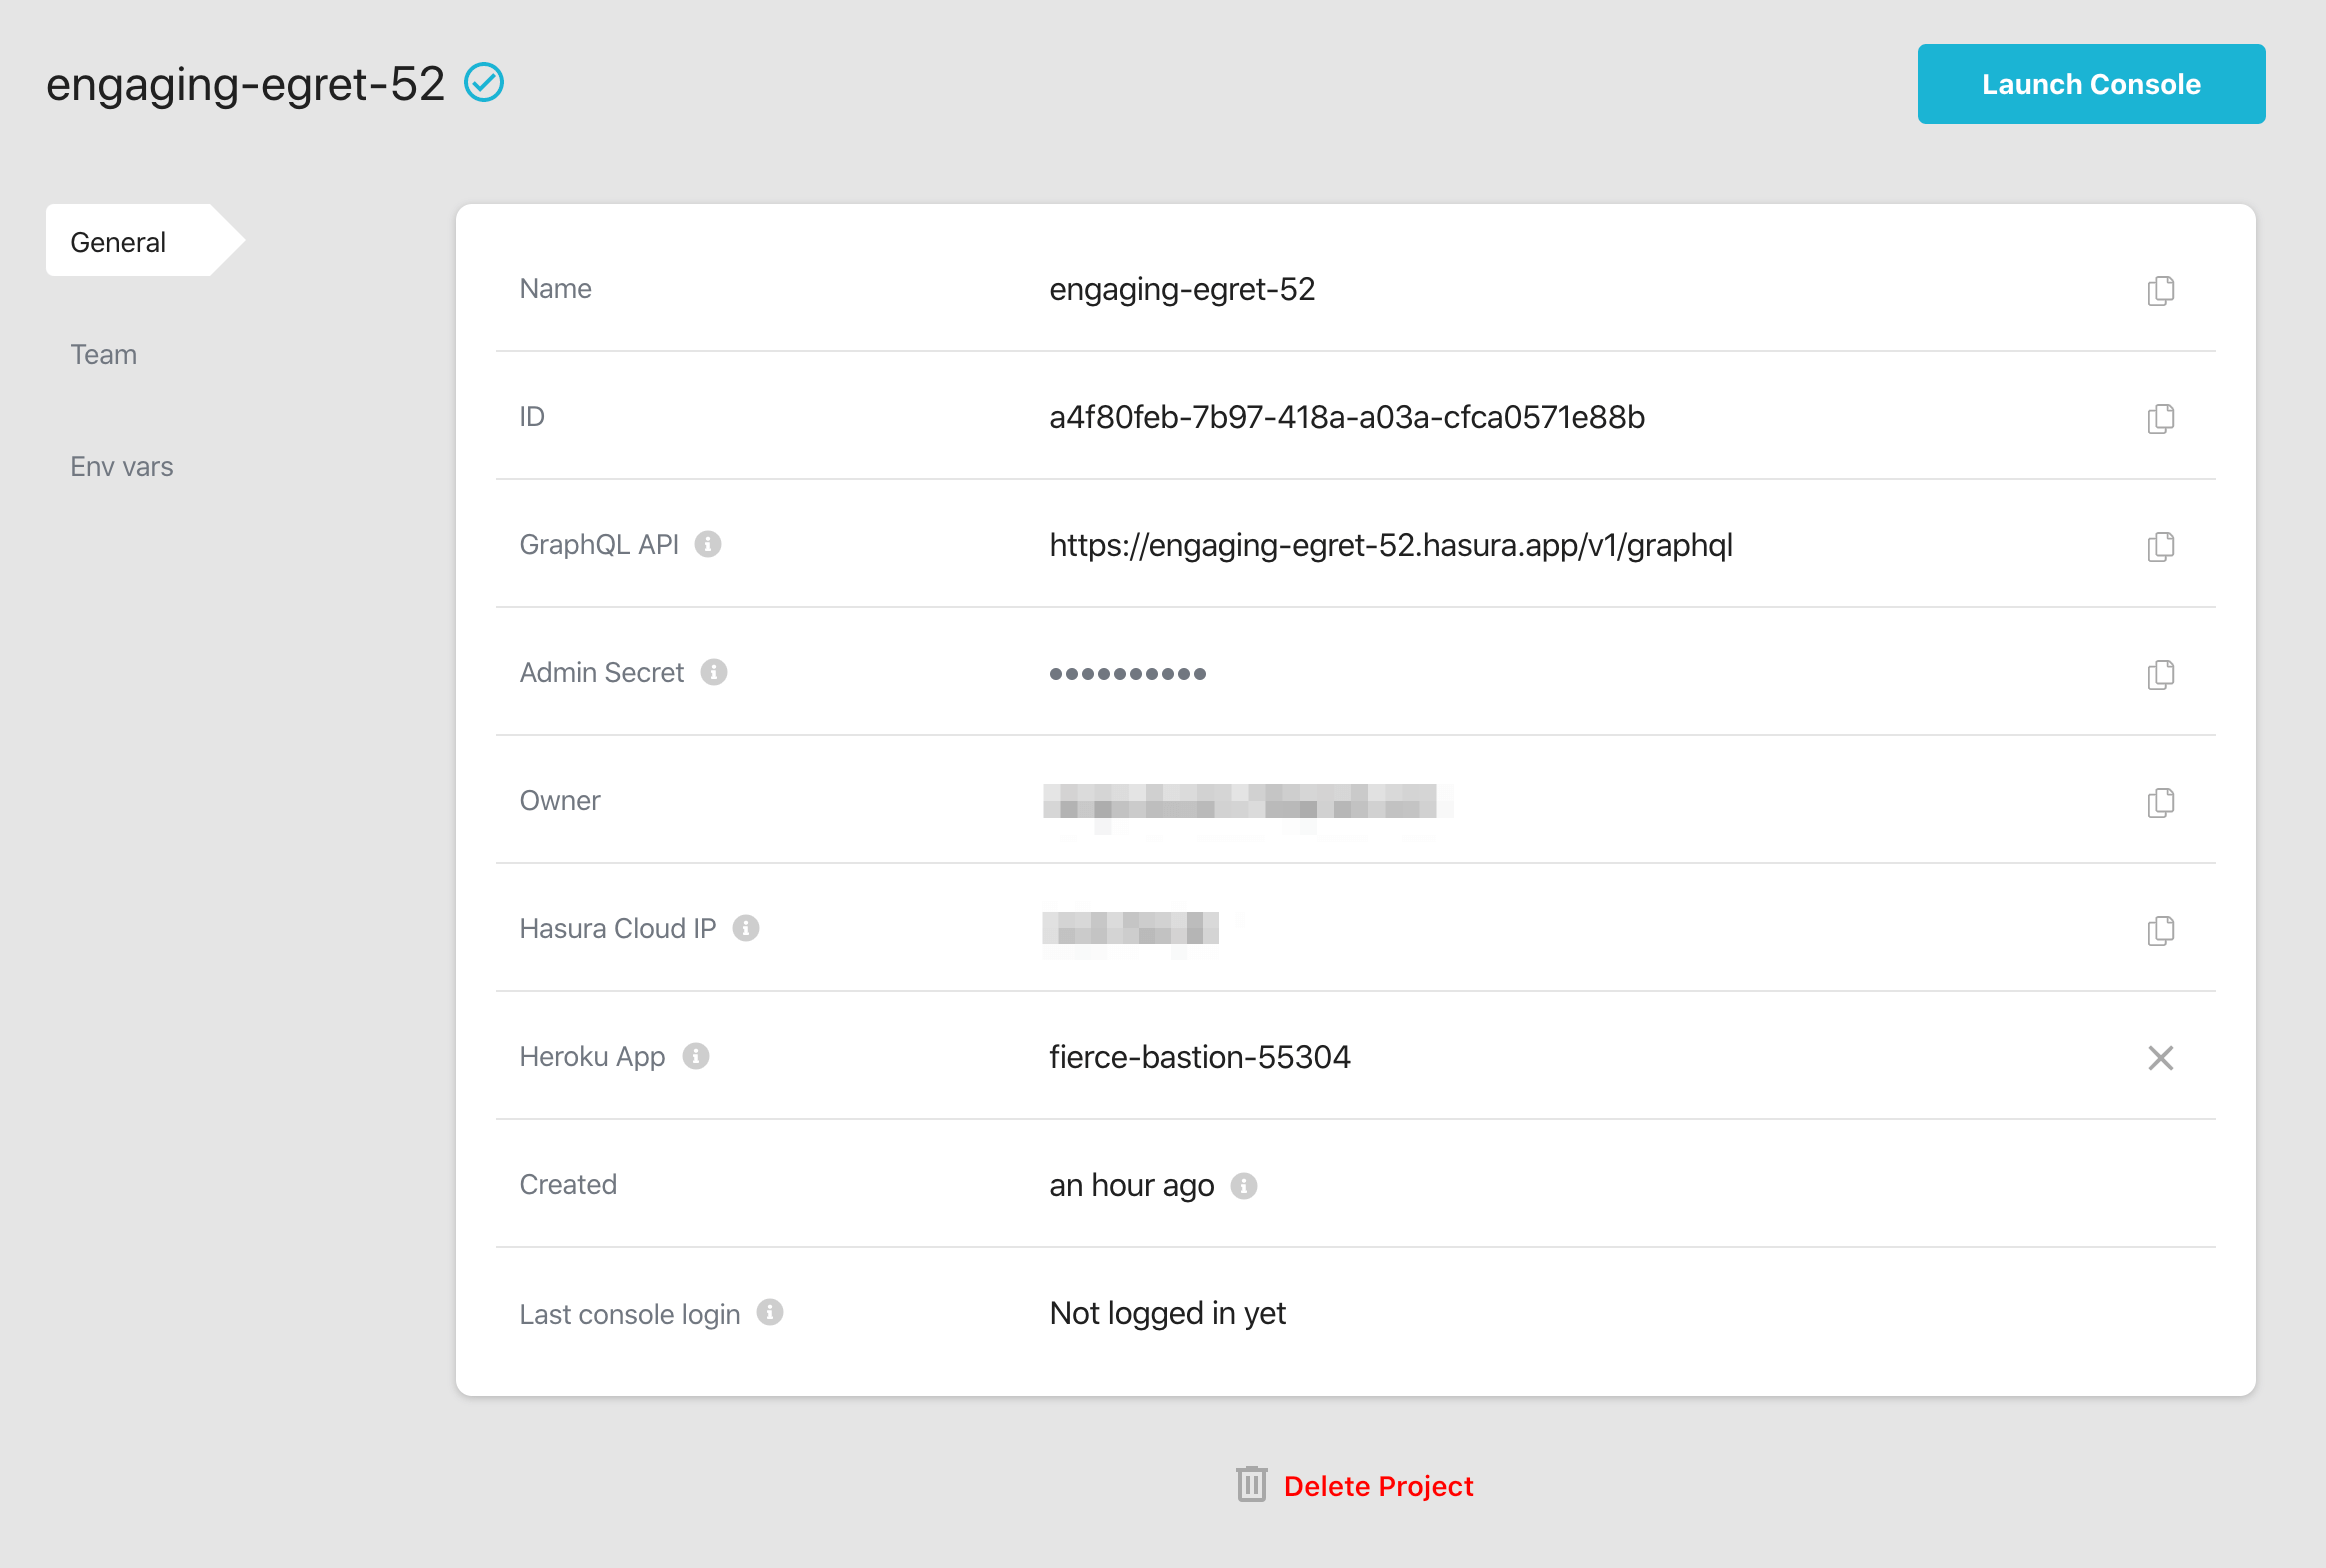 engaging-egret-52
Launch Console
General
Team
Env vars
Name
engaging-egret-52
ID
a4f80feb-7b97-418a-a03a-cfca0571e88b
GraphQL API
https://engaging-egret-52.hasura.app/v1/graphql
Admin Secret
••••••••••
Owner
Hasura Cloud IP
Heroku App
fierce-bastion-55304
Created
an hour ago
Last console login
Not logged in yet
Delete Project